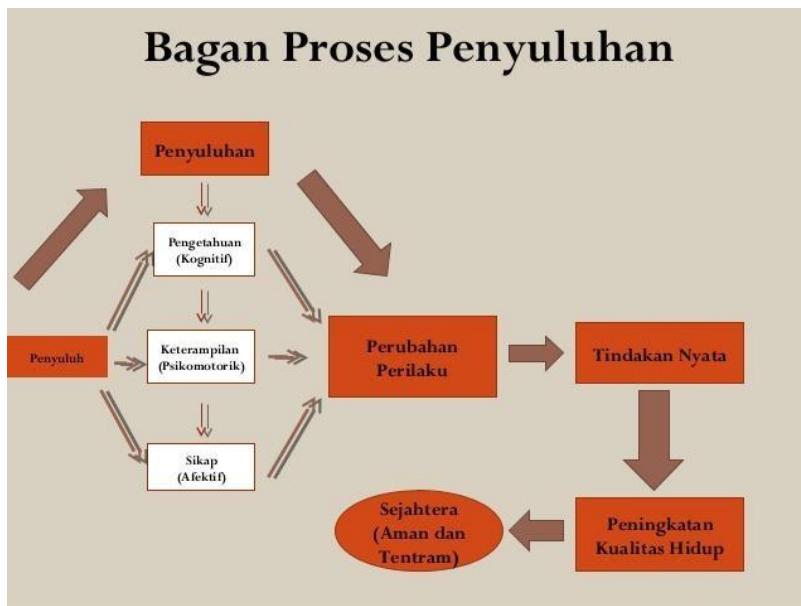 Bagan Proses Penyuluhan
Penyuluhan
Pengetahuan
(Kognitif)
Penyuluh
Keterampilan
(Psikomotorik)
Perubahan
Perilaku
Tindakan Nyata
Sikap
(Afektif)
Sejahtera
(Aman dan
Tentram)
Peningkatan
Kualitas Hidup